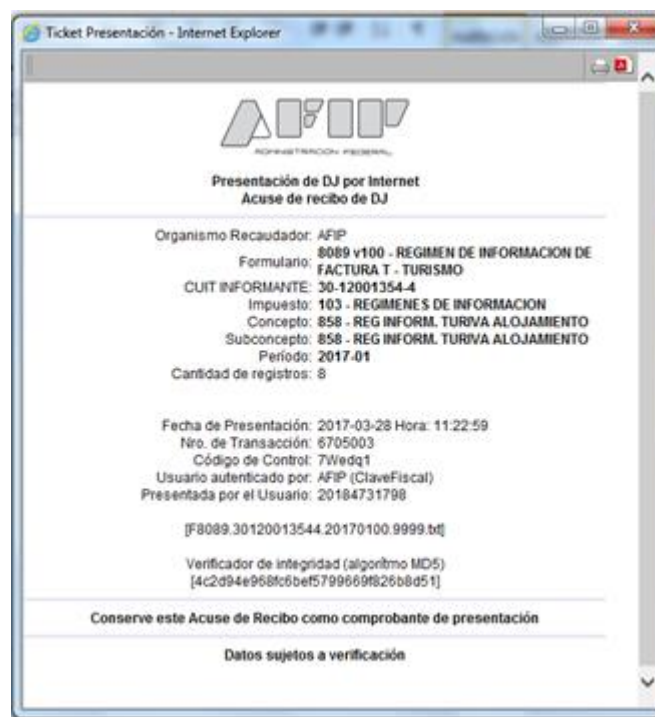 Ticket Presentación - Internet Explorer
AFIP
ADMINISTRACION FEDERAL
Presentación de DJ por Internet
Acuse de recibo de DJ
Organismo Recaudador: AFIP
Formulario: 8089 v100 - REGIMEN DE INFORMACION DE
FACTURA T - TURISMO
CUIT INFORMANTE: 30-12001354-4
Impuesto: 103 - REGIMENES DE INFORMACION
Concepto: 858 - REG INFORM. TURIVA ALOJAMIENTO
Subconcepto: 858 - REG INFORM. TURIVA ALOJAMIENTO
Período: 2017-01
Cantidad de registros: 8
Fecha de Presentación: 2017-03-28 Hora: 11:22:59
Nro. de Transacción: 6705003
Código de Control: 7Wedq1
Usuario autenticado por: AFIP (ClaveFiscal)
Presentada por el Usuario: 20184731798
[F8089.30120013544.20170100.9999.txt]
Verificador de integridad (algorítmo MD5)
[4c2d94e968fc6bef5799669f826b8d51]
Conserve este Acuse de Recibo como comprobante de presentación
Datos sujetos a verificación